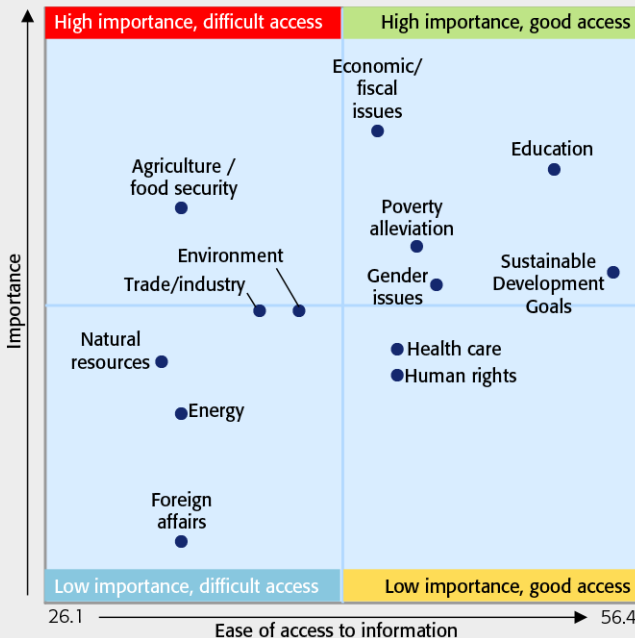 High importance, difficult access
High importance, good access
Economic/
fiscal
issues
Education
Agriculture /
food security
Poverty
alleviation
Environment
Trade/industry
Gender
issues
Sustainable
Development
Goals
Natural
resources
Health care
Human rights
Energy
Foreign
affairs
Low importance, difficult access
Low importance, good access
Importance
26.1
56.4
Ease of access to information